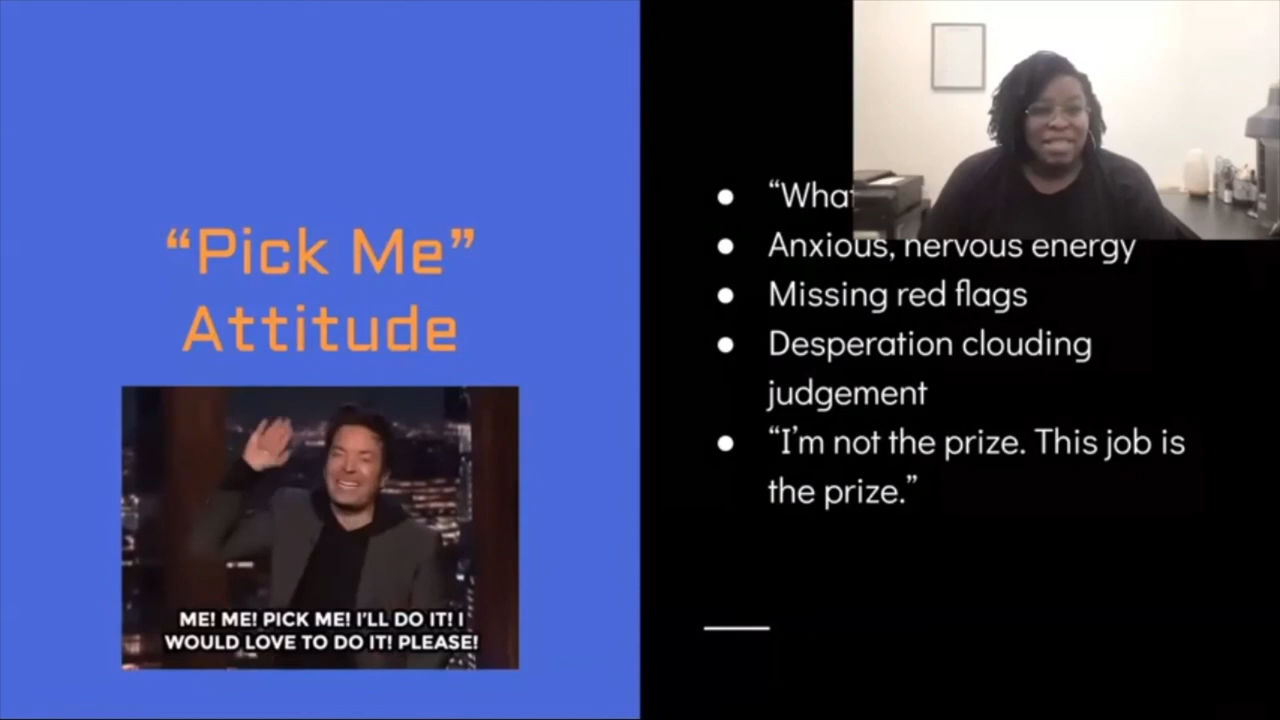 “Pick Me”
Attitude
ME! ME! PICK ME! I'LL DO IT! I
WOULD LOVE TO DO IT! PLEASE!
Anxious, nervous energy
Missing red flags
Desperation clouding
judgement
“I’m not the prize. This job is
the prize.”